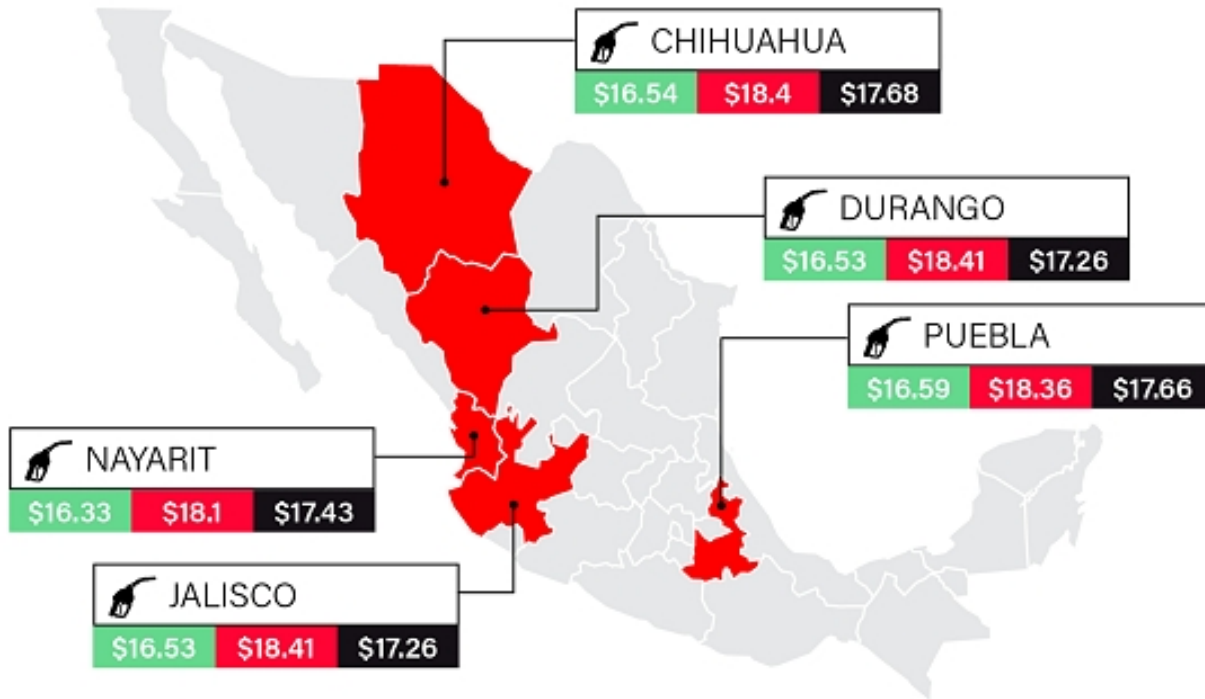 CHIHUAHUA
$16.54 $18.4 $17.68
DURANGO
$16.53 $18.41 $17.26
PUEBLA
$16.59 $18.36 $17.66
NAYARIT
$16.33 $18.1 $17.43
JALISCO
$16.53 $18.41 $17.26